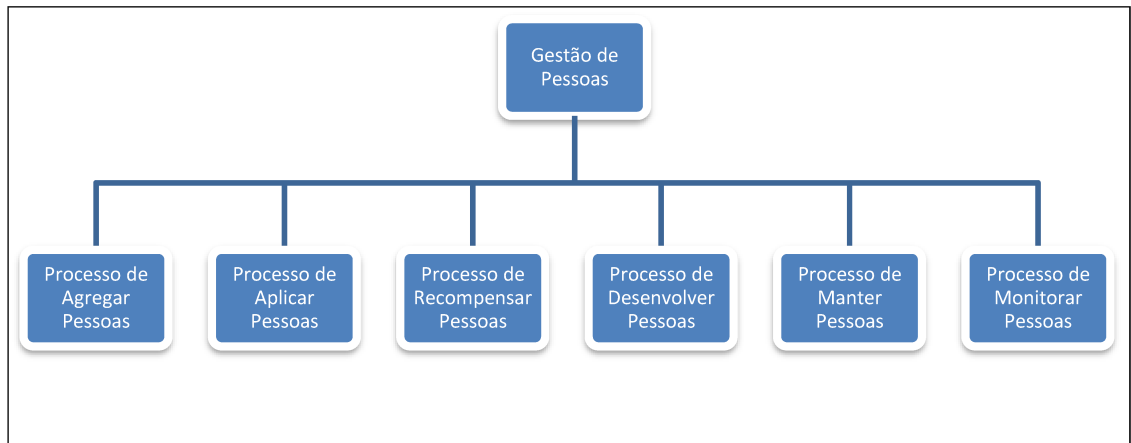 Gestão de
Pessoas
Processo de
Agregar
Pessoas
Processo de
Aplicar
Pessoas
Processo de
Recompensar
Pessoas
Processo de
Desenvolver
Pessoas
Processo de
Manter
Pessoas
Processo de
Monitorar
Pessoas